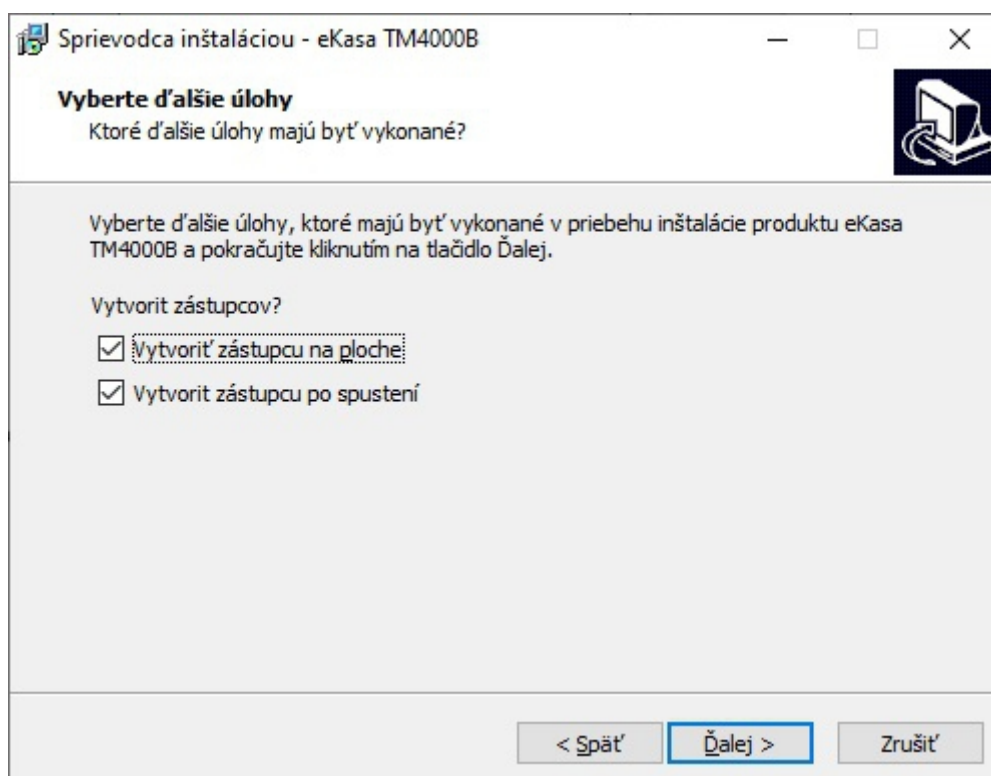 Sprievodca inštaláciou - eKasa TM4000B
Vyberte ďalšie úlohy
Ktoré ďalšie úlohy majú byť vykonané?
Vyberte ďalšie úlohy, ktoré majú byť vykonané v priebehu inštalácie produktu eKasa
TM4000B a pokračujte kliknutím na tlačidlo Ďalej.
Vytvorit zástupcov?
Vytvoriť zástupcu na ploche
Vytvorit zástupcu po spustení
< Späť
Ďalej >
Zrušiť